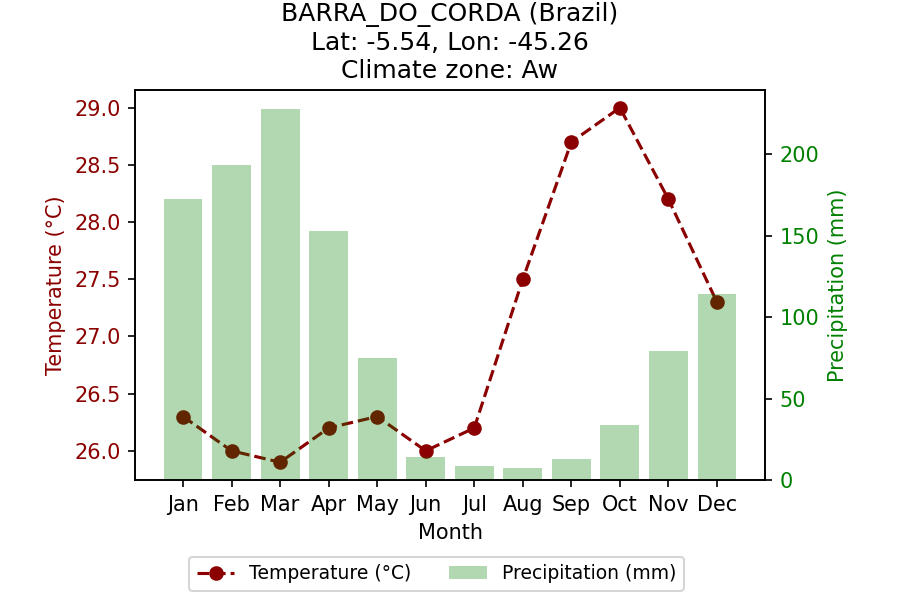 BARRA_DO_CORDA (Brazil)
Lat: -5.54, Lon: -45.26
Climate zone: Aw
29.0
28.5
28.0
27.5
27.0
26.5
26.0
Temperature (°C)
200
150
100
50
0
Precipitation (mm)
Jan Feb Mar Apr May Jun Jul Aug Sep Oct Nov Dec
Month
Temperature (°C) Precipitation (mm)